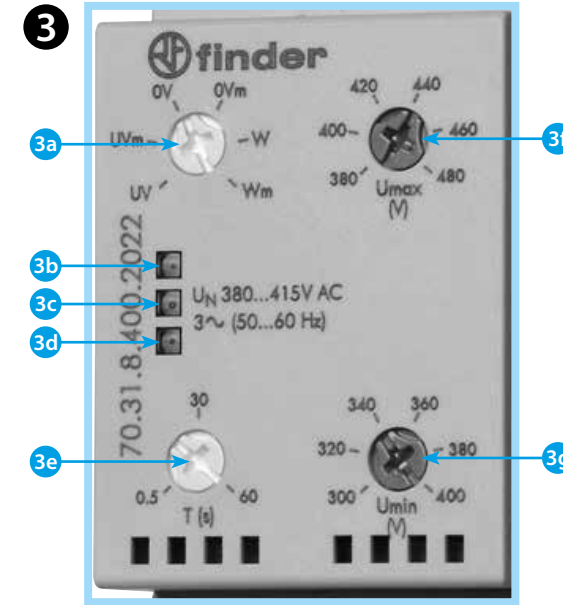 3
finder
OV OVm
UVm W
UV Wm
420 440
400 460
380 480
Umax
(V)
3a
3f
3b
3c
3d
70.31.8.400.2022
UN 380...415V AC
3~ (50...60 Hz)
30
0.5 60
T (s)
340 360
320 380
300 400
Umin
(V)
3e
3g